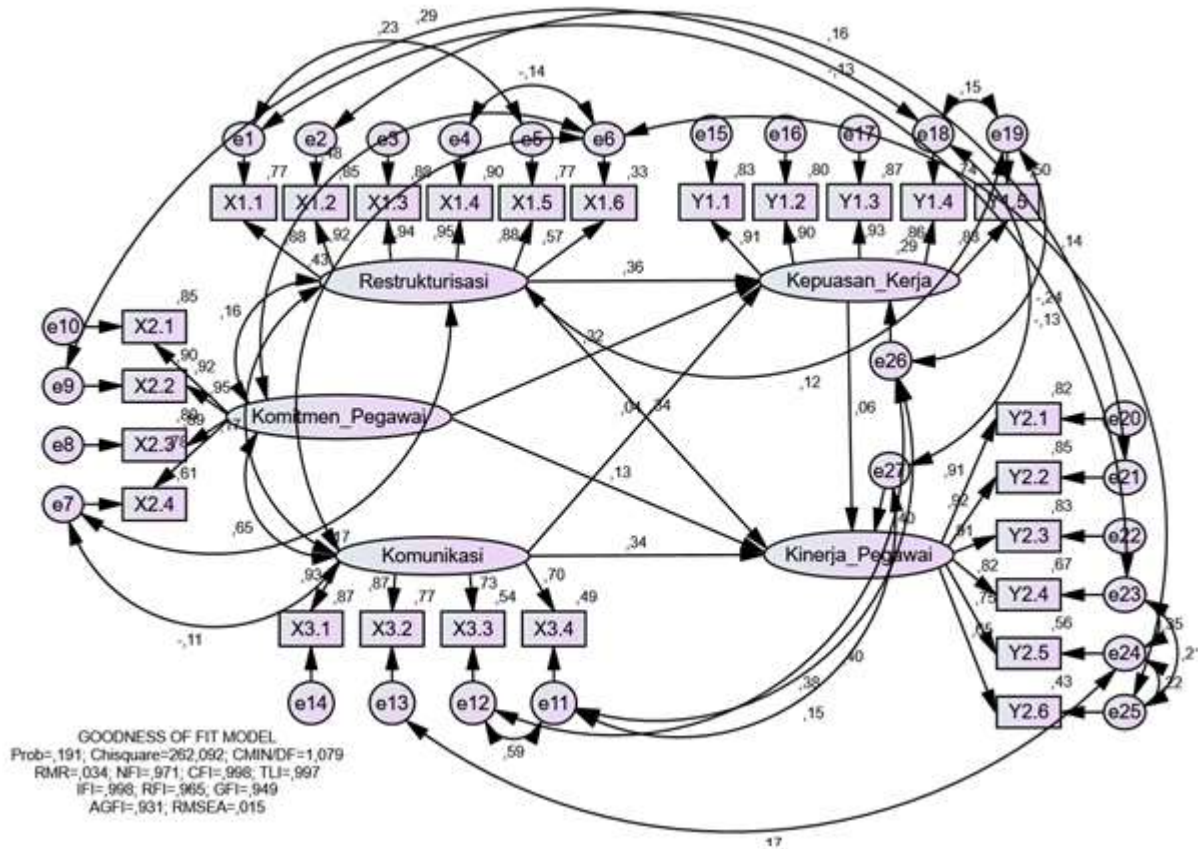 ,29
,16
,23
-,14
-,13
,15
e1
e2
e3
e4
e5
e6
e15
e16
e17
e18
e19
,77
,85
,90
,77
,33
,83
,80
,87
,50
X1.1
X1.2
X1.3
X1.4
X1.5
X1.6
Y1.1
Y1.2
Y1.3
Y1.4
Y1.5
,88
,92
,94
,95
,88
,57
,91
,90
,93
,86
,29
,14
,43
Restrukturisasi
,36
Kepuasan_Kerja
-,24
-,13
,85
,16
,32
e10
X2.1
,90
,92
e26
,12
,82
e9
X2.2
,95
,06
Y2.1
e20
Komitmen_Pegawai
,85
e8
X2.3
e27
,91
Y2.2
e21
,61
,13
,92
,83
e7
X2.4
,65
Y2.3
e22
Komunikasi
,34
Kinerja_Pegawai
,82
,67
,93
,87
,87
,77
,73
,54
,70
,49
,75
Y2.4
e23
X3.1
X3.2
X3.3
X3.4
,56
-,11
Y2.5
e24
,38
,43
,22
e14
e13
e12
e11
,15
Y2.6
e25
,59
GOODNESS OF FIT MODEL
Prob=,191; Chisquare=262,092; CMIN/DF=1,079
RMR=,034; NFI=,971; CFI=,998; TLI=,997
IFI=,998; RFI=,965; GFI=,949
AGFI=,931; RMSEA=,015
,17